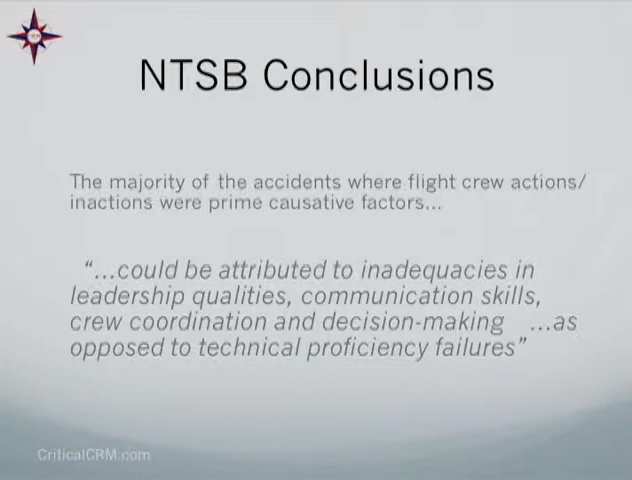 NTSB Conclusions
The majority of the accidents where flight crew actions/
inactions were prime causative factors...
“...could be attributed to inadequacies in
leadership qualities, communication skills,
crew coordination and decision-making ...as
opposed to technical proficiency failures”
CriticalCRM.com